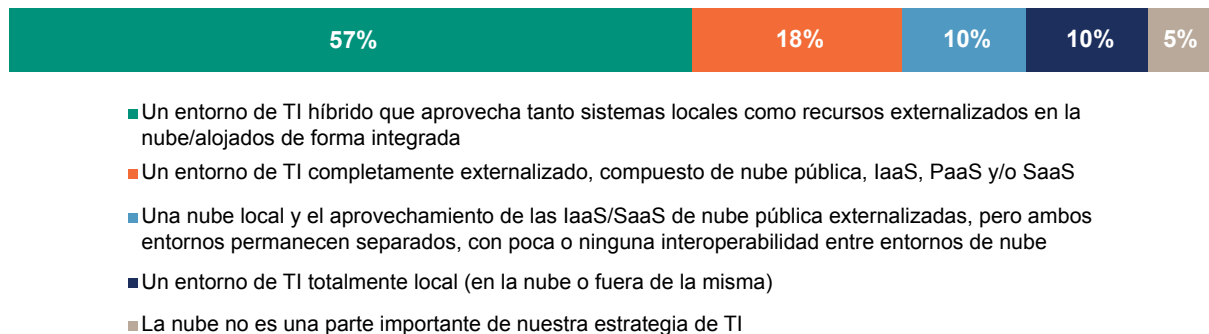 57% 18% 10% 10% 5%
Un entorno de TI híbrido que aprovecha tanto sistemas locales como recursos externalizados en la
nube/alojados de forma integrada
Un entorno de TI completamente externalizado, compuesto de nube pública, IaaS, PaaS y/o SaaS
Una nube local y el aprovechamiento de las IaaS/SaaS de nube pública externalizadas, pero ambos
entornos permanecen separados, con poca o ninguna interoperabilidad entre entornos de nube
Un entorno de TI totalmente local (en la nube o fuera de la misma)
La nube no es una parte importante de nuestra estrategia de TI